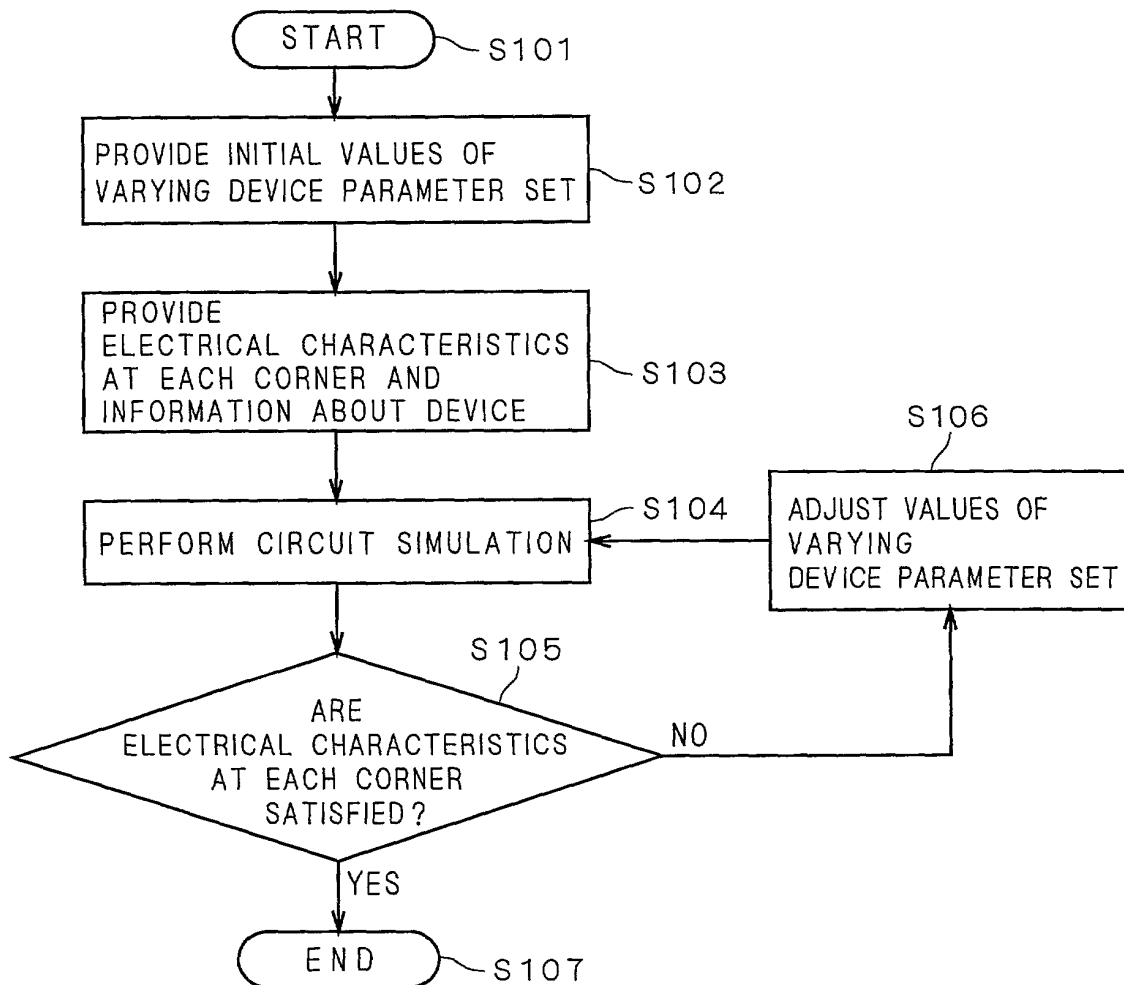 START
S101
PROVIDE INITIAL VALUES OF
VARYING DEVICE PARAMETER SET
S102
PROVIDE
ELECTRICAL CHARACTERISTICS
AT EACH CORNER AND
INFORMATION ABOUT DEVICE
S103
PERFORM CIRCUIT SIMULATION
S104
S106
ADJUST VALUES OF
VARYING
DEVICE PARAMETER SET
S105
ARE
ELECTRICAL CHARACTERISTICS
AT EACH CORNER
SATISFIED?
NO
YES
END
S107